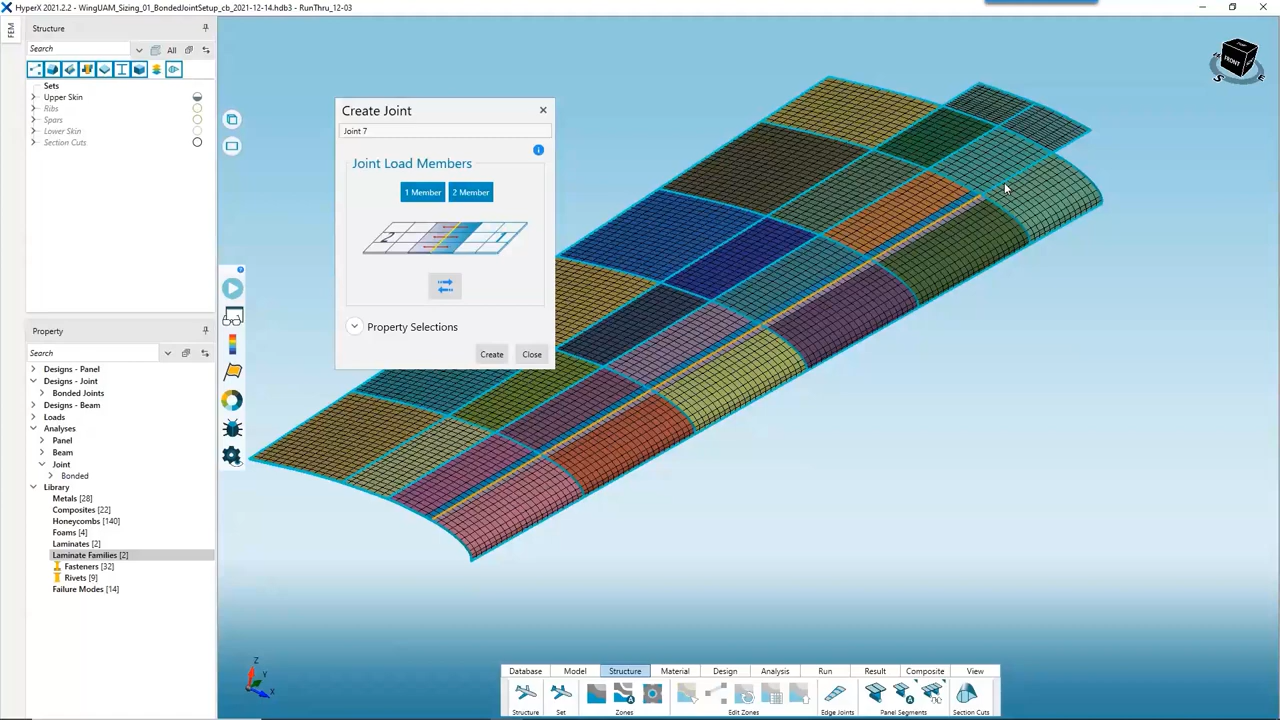 HyperX 2021.2.2 - WingUAM_Sizing_01_BondedJointSetup_cb_2021-12-14.hdb3 - RunThru_12-03
FEM
Structure
Search
All
Sets
Upper Skin
Ribs
Spars
Lower Skin
Section Cuts
Property
Search
Designs - Panel
Designs - Joint
Bonded Joints
Designs - Beam
Loads
Analyses
Panel
Beam
Joint
Bonded
Library
Metals [28]
Composites [22]
Honeycombs [140]
Foams [4]
Laminates [2]
Laminate Families [2]
Fasteners [32]
Rivets [9]
Failure Modes [14]
Create Joint
Joint 7
Joint Load Members
1 Member 2 Member
2 1
Property Selections
Create Close
FRONT
Z
Y
X
Database Model Structure Material Design Analysis Run Result Composite View
Structure Set Zones Edit Zones Edge Joints Panel Segments Section Cuts